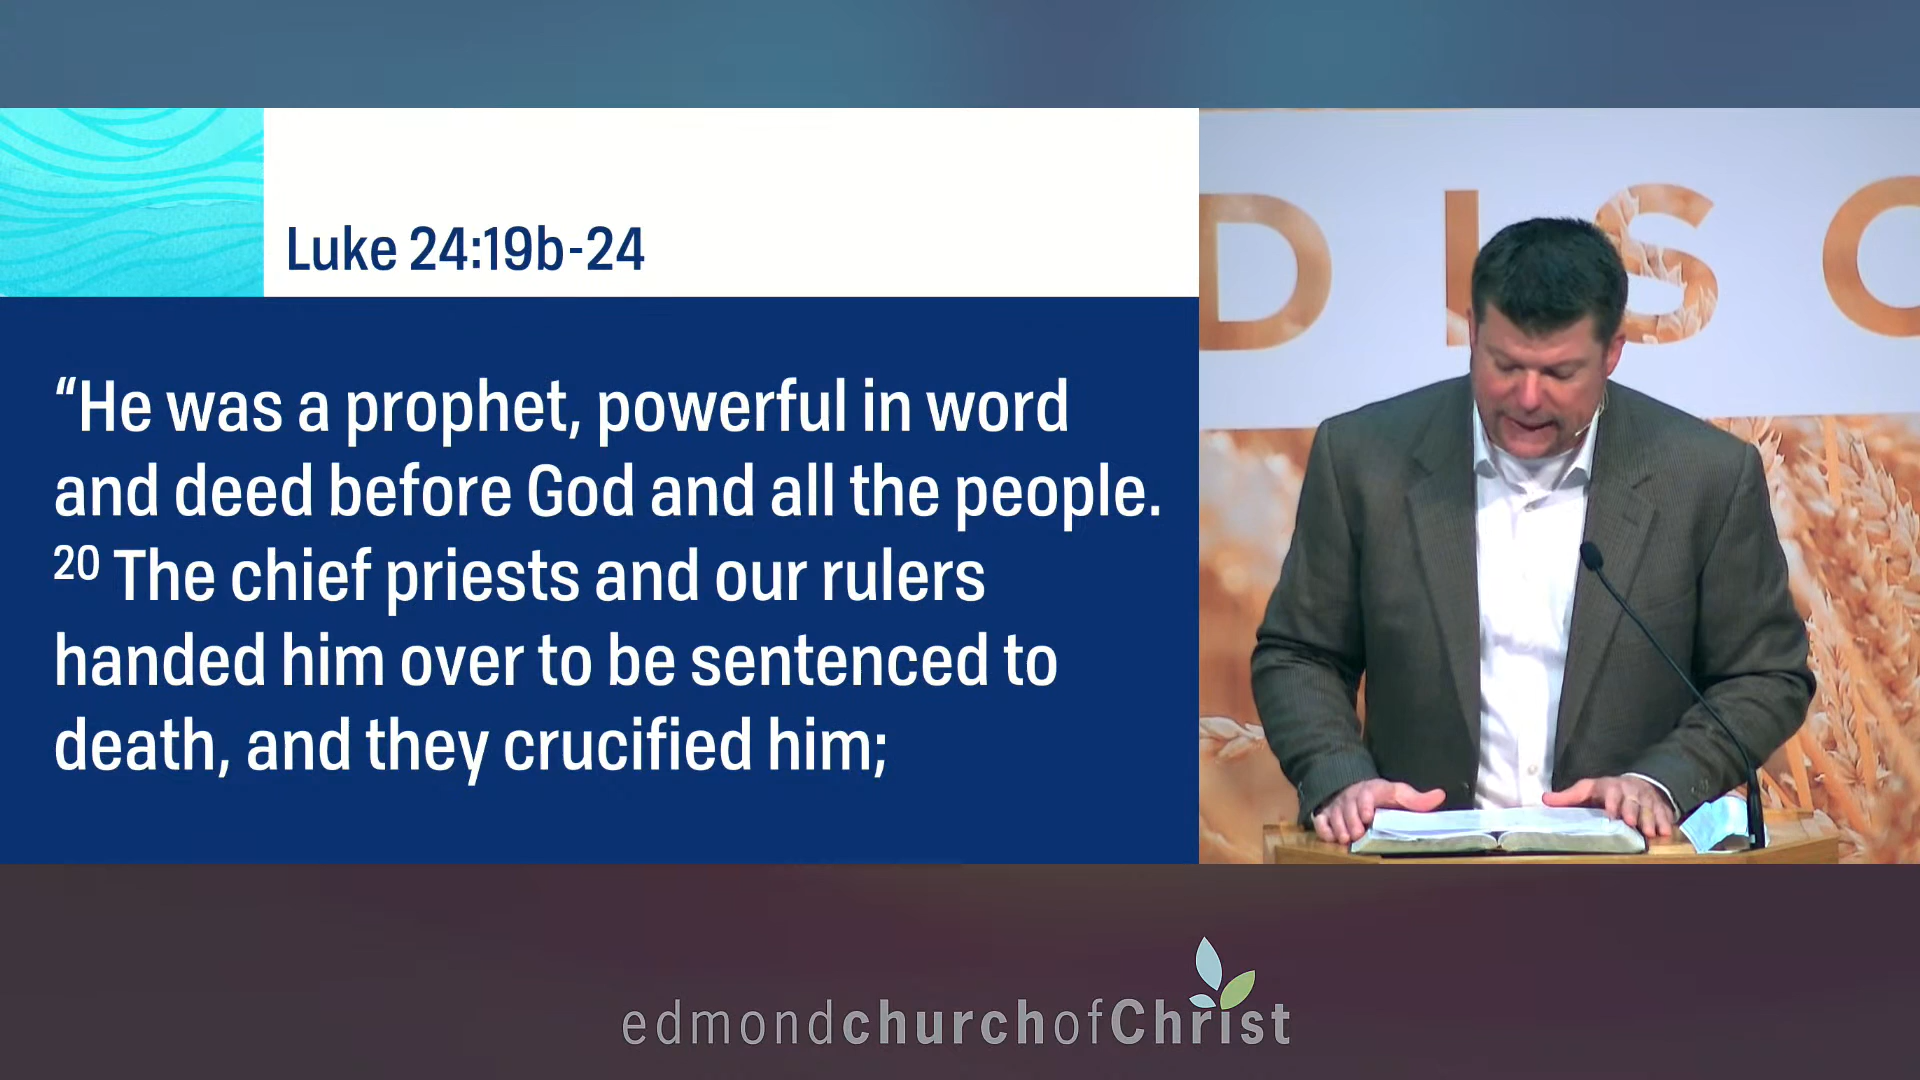 Luke 24:19b-24
“He was a prophet, powerful in word
and deed before God and all the people.
20 The chief priests and our rulers
handed him over to be sentenced to
death, and they crucified him;
DISC
edmondchurchofChrist